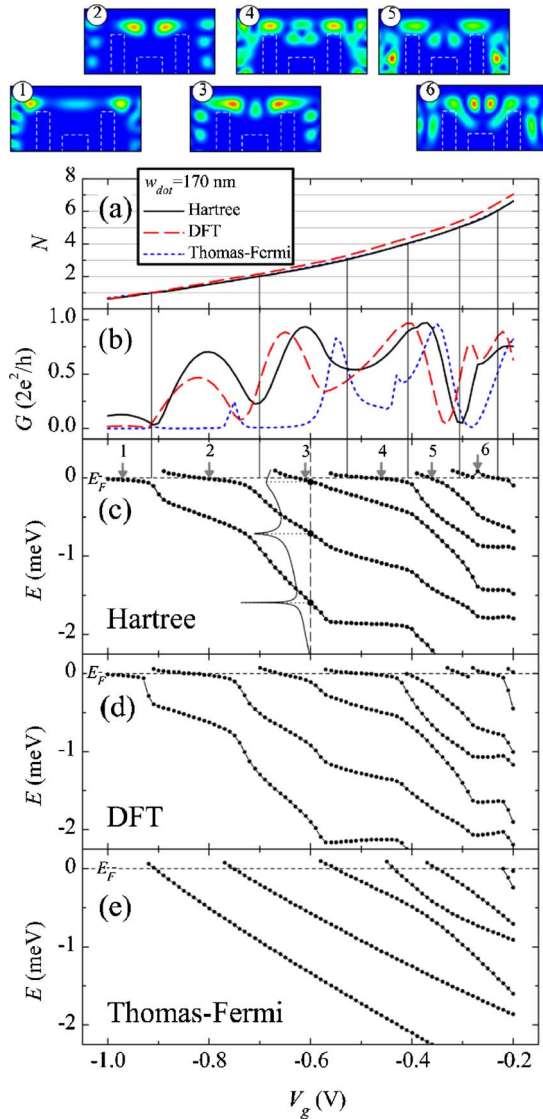 2 4 5
1 3 6
8
6
4
2
N
(a)
w_dot=170 nm
Hartree
DFT
Thomas-Fermi
1.0
0.5
0.0
G (2e²/h)
(b)
1 2 3 4 5 6
0
E_F
-1
-2
E (meV)
(c)
Hartree
0
E_F
-1
-2
E (meV)
(d)
DFT
0
E_F
-1
-2
E (meV)
(e)
Thomas-Fermi
-1.0 -0.8 -0.6 -0.4 -0.2
V_g (V)